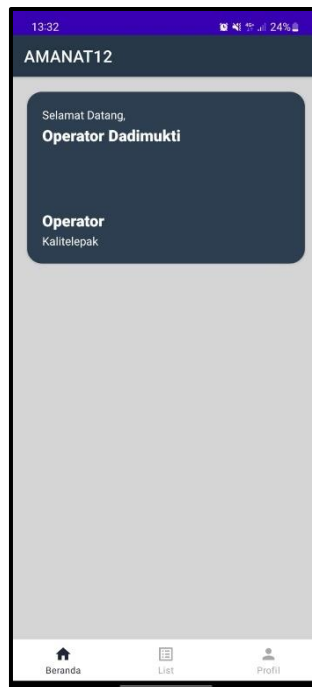 13:32
24%
AMANAT12
Selamat Datang,
Operator Dadimukti
Operator
Kalitelepak
Beranda
List
Profil